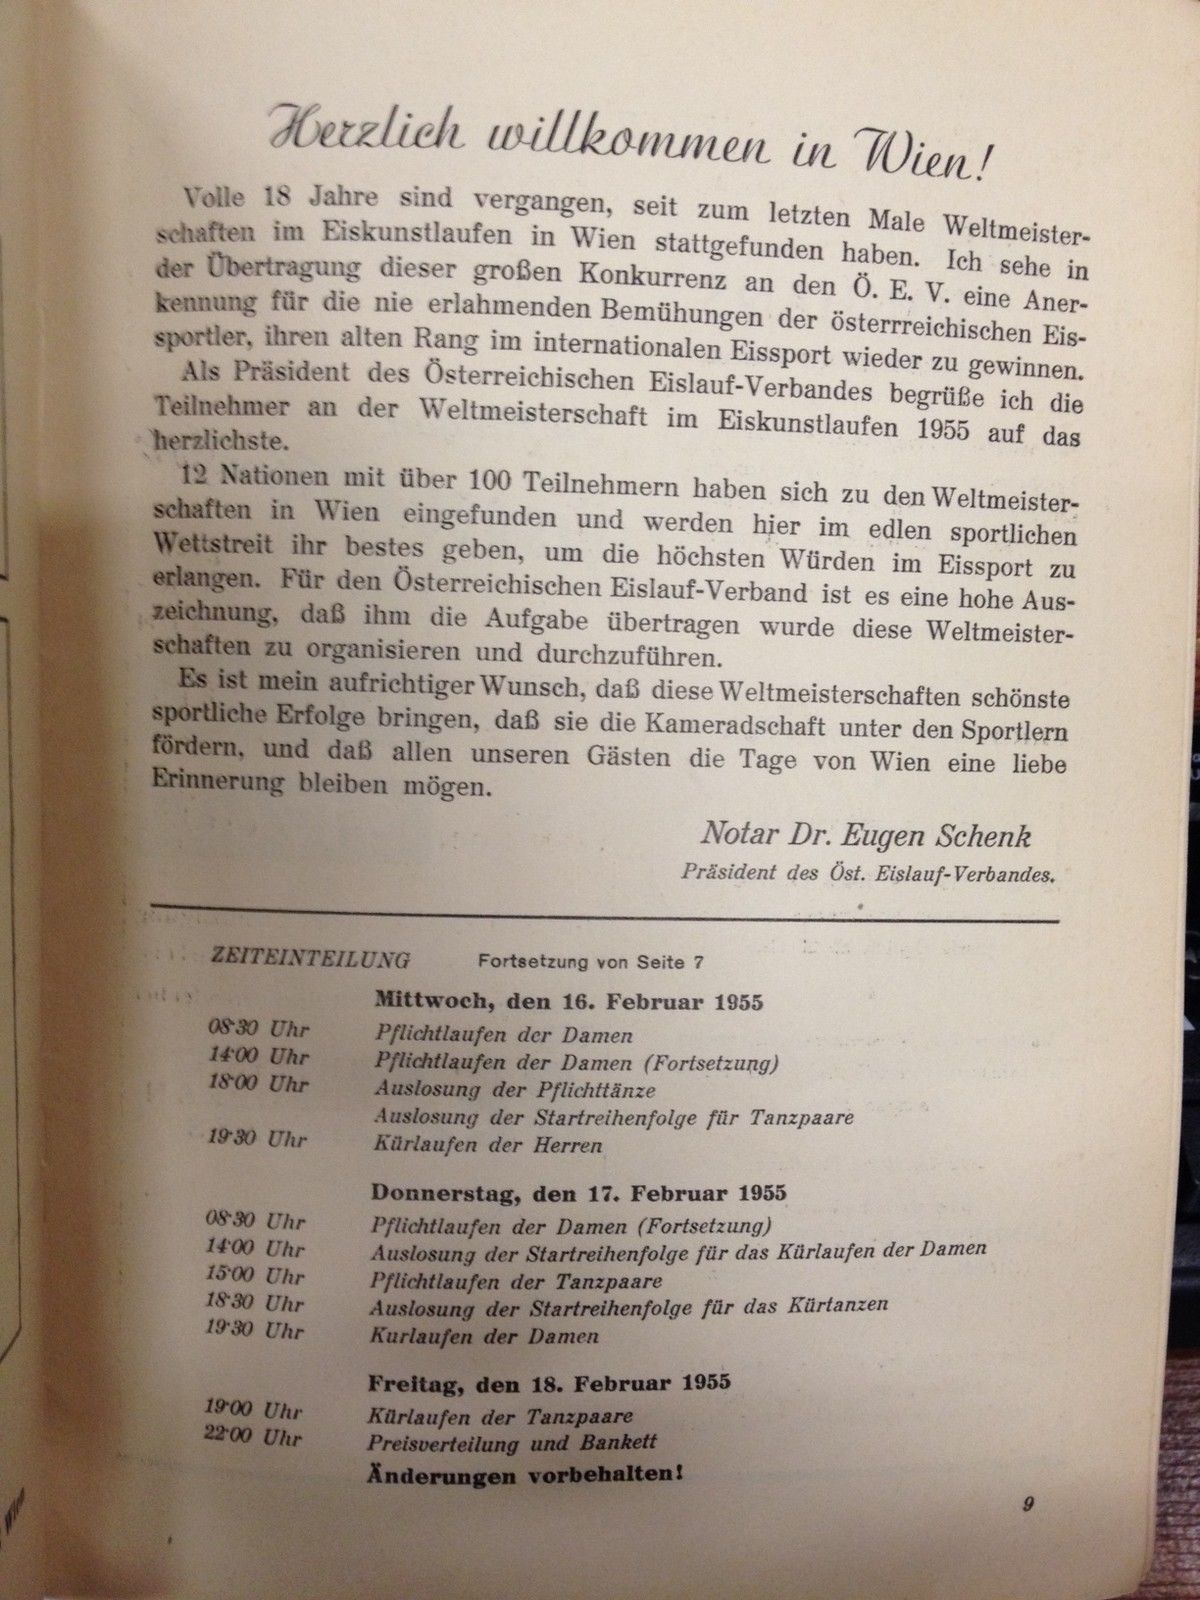 Herzlich willkommen in Wien!
Volle 18 Jahre sind vergangen, seit zum letzten Male Weltmeister-
schaften im Eiskunstlaufen in Wien stattgefunden haben. Ich sehe in
der Übertragung dieser großen Konkurrenz an den Ö. E. V. eine Aner-
kennung für die nie erlahmenden Bemühungen der österrreichischen Eis-
sportler, ihren alten Rang im internationalen Eissport wieder zu gewinnen.
Als Präsident des Österreichischen Eislauf-Verbandes begrüße ich die
Teilnehmer an der Weltmeisterschaft im Eiskunstlaufen 1955 auf das
herzlichste.
12 Nationen mit über 100 Teilnehmern haben sich zu den Weltmeister-
schaften in Wien eingefunden und werden hier im edlen sportlichen
Wettstreit ihr bestes geben, um die höchsten Würden im Eissport zu
erlangen. Für den Österreichischen Eislauf-Verband ist es eine hohe Aus-
zeichnung, daß ihm die Aufgabe übertragen wurde diese Weltmeister-
schaften zu organisieren und durchzuführen.
Es ist mein aufrichtiger Wunsch, daß diese Weltmeisterschaften schönste
sportliche Erfolge bringen, daß sie die Kameradschaft unter den Sportlern
fördern, und daß allen unseren Gästen die Tage von Wien eine liebe
Erinnerung bleiben mögen.
Notar Dr. Eugen Schenk
Präsident des Öst. Eislauf-Verbandes.
ZEITEINTEILUNG Fortsetzung von Seite 7
Mittwoch, den 16. Februar 1955
08·30 Uhr Pflichtlaufen der Damen
14·00 Uhr Pflichtlaufen der Damen (Fortsetzung)
18·00 Uhr Auslosung der Pflichttänze
Auslosung der Startreihenfolge für Tanzpaare
19·30 Uhr Kürlaufen der Herren
Donnerstag, den 17. Februar 1955
08·30 Uhr Pflichtlaufen der Damen (Fortsetzung)
14·00 Uhr Auslosung der Startreihenfolge für das Kürlaufen der Damen
15·00 Uhr Pflichtlaufen der Tanzpaare
18·30 Uhr Auslosung der Startreihenfolge für das Kürtanzen
19·30 Uhr Kurlaufen der Damen
Freitag, den 18. Februar 1955
19·00 Uhr Kürlaufen der Tanzpaare
22·00 Uhr Preisverteilung und Bankett
Änderungen vorbehalten!
9
Wien